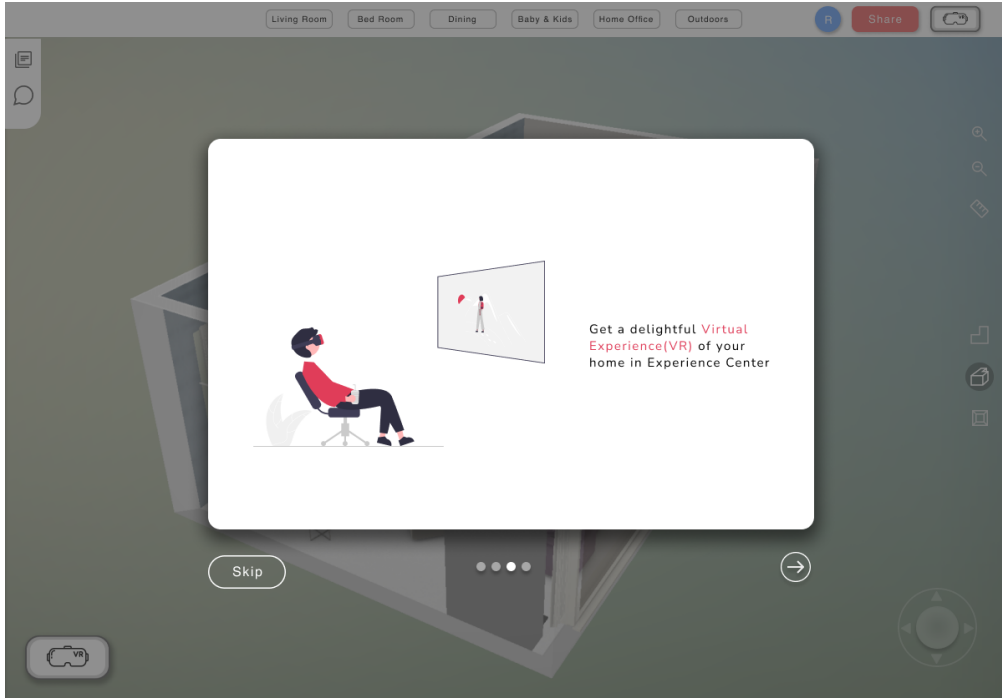 Living Room
Bed Room
Dining
Baby & Kids
Home Office
Outdoors
R
Share
Get a delightful Virtual
Experience(VR) of your
home in Experience Center
Skip
VR